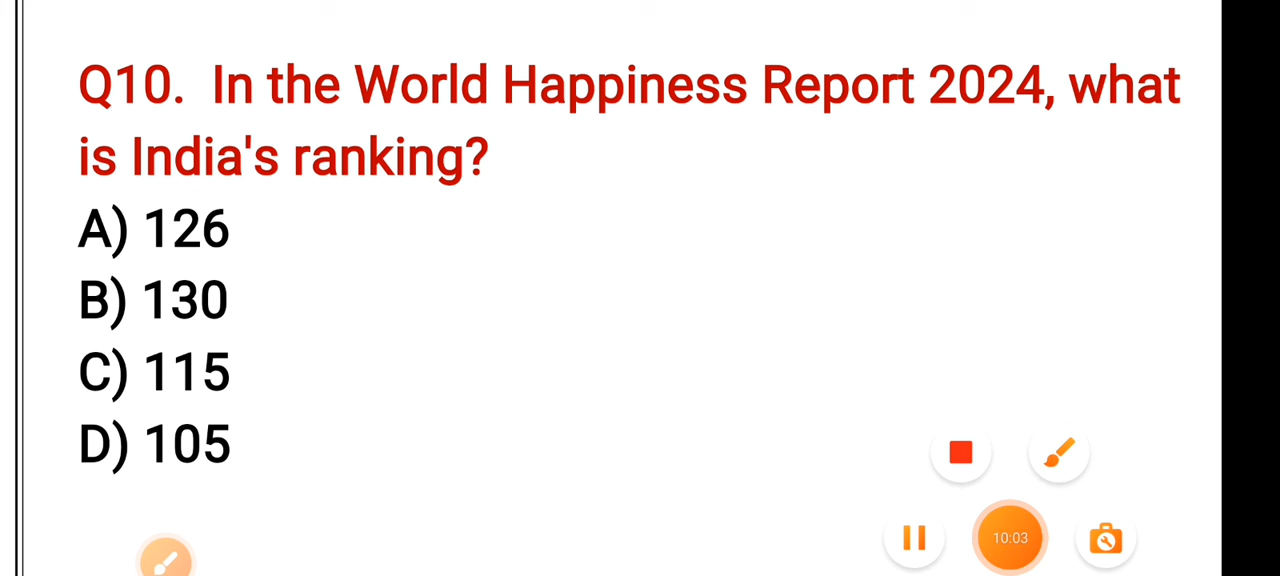 Q10. In the World Happiness Report 2024, what
is India's ranking?
A) 126
B) 130
C) 115
D) 105
10:03